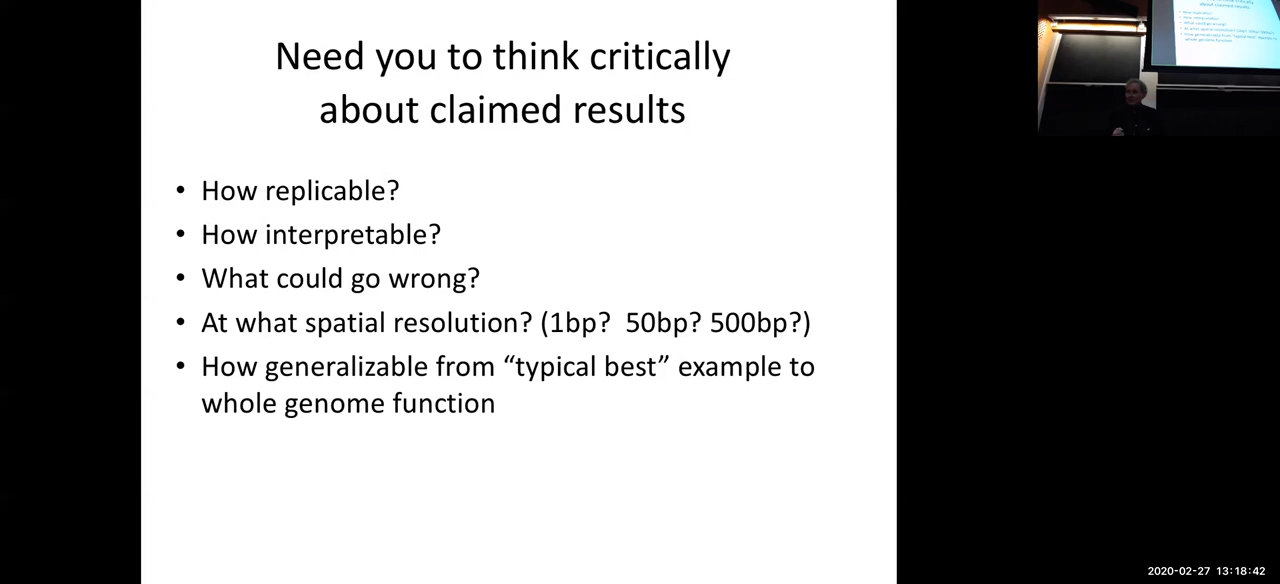 Need you to think critically
about claimed results
• How replicable?
• How interpretable?
• What could go wrong?
• At what spatial resolution? (1bp?  50bp? 500bp?)
• How generalizable from “typical best” example to
whole genome function
2020-02-27 13:18:42